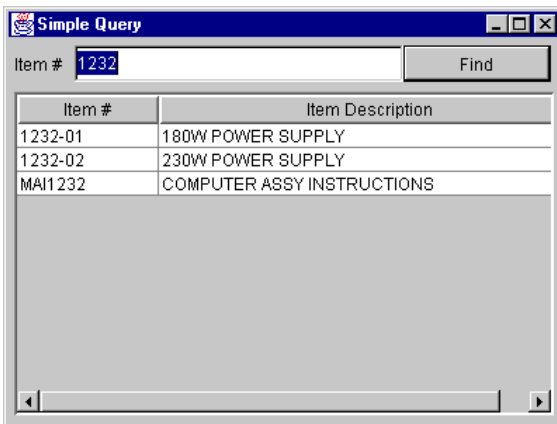 Simple Query
Item # 1232 Find
Item # Item Description
1232-01 180W POWER SUPPLY
1232-02 230W POWER SUPPLY
MAI1232 COMPUTER ASSY INSTRUCTIONS